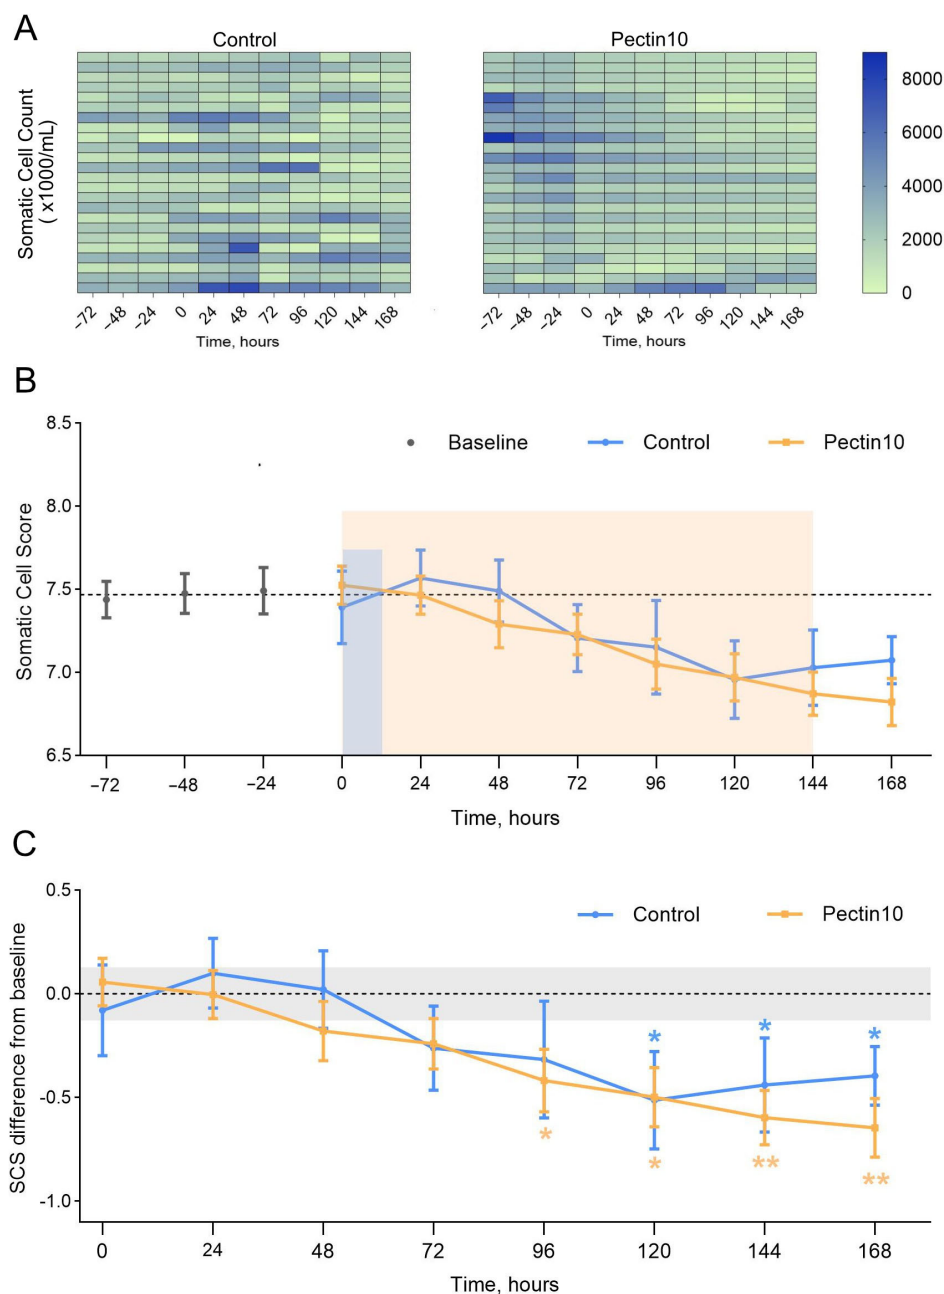 A
Control
Pectin10
Somatic Cell Count
( x1000/mL)
8000
6000
4000
2000
0
−72 −48 −24 0 24 48 72 96 120 144 168
−72 −48 −24 0 24 48 72 96 120 144 168
Time, hours
Time, hours
B
8.5
8.0
7.5
7.0
6.5
Somatic Cell Score
Baseline Control Pectin10
−72 −48 −24 0 24 48 72 96 120 144 168
Time, hours
C
0.5
0.0
-0.5
-1.0
SCS difference from baseline
Control Pectin10
* * *
* * ** **
0 24 48 72 96 120 144 168
Time, hours